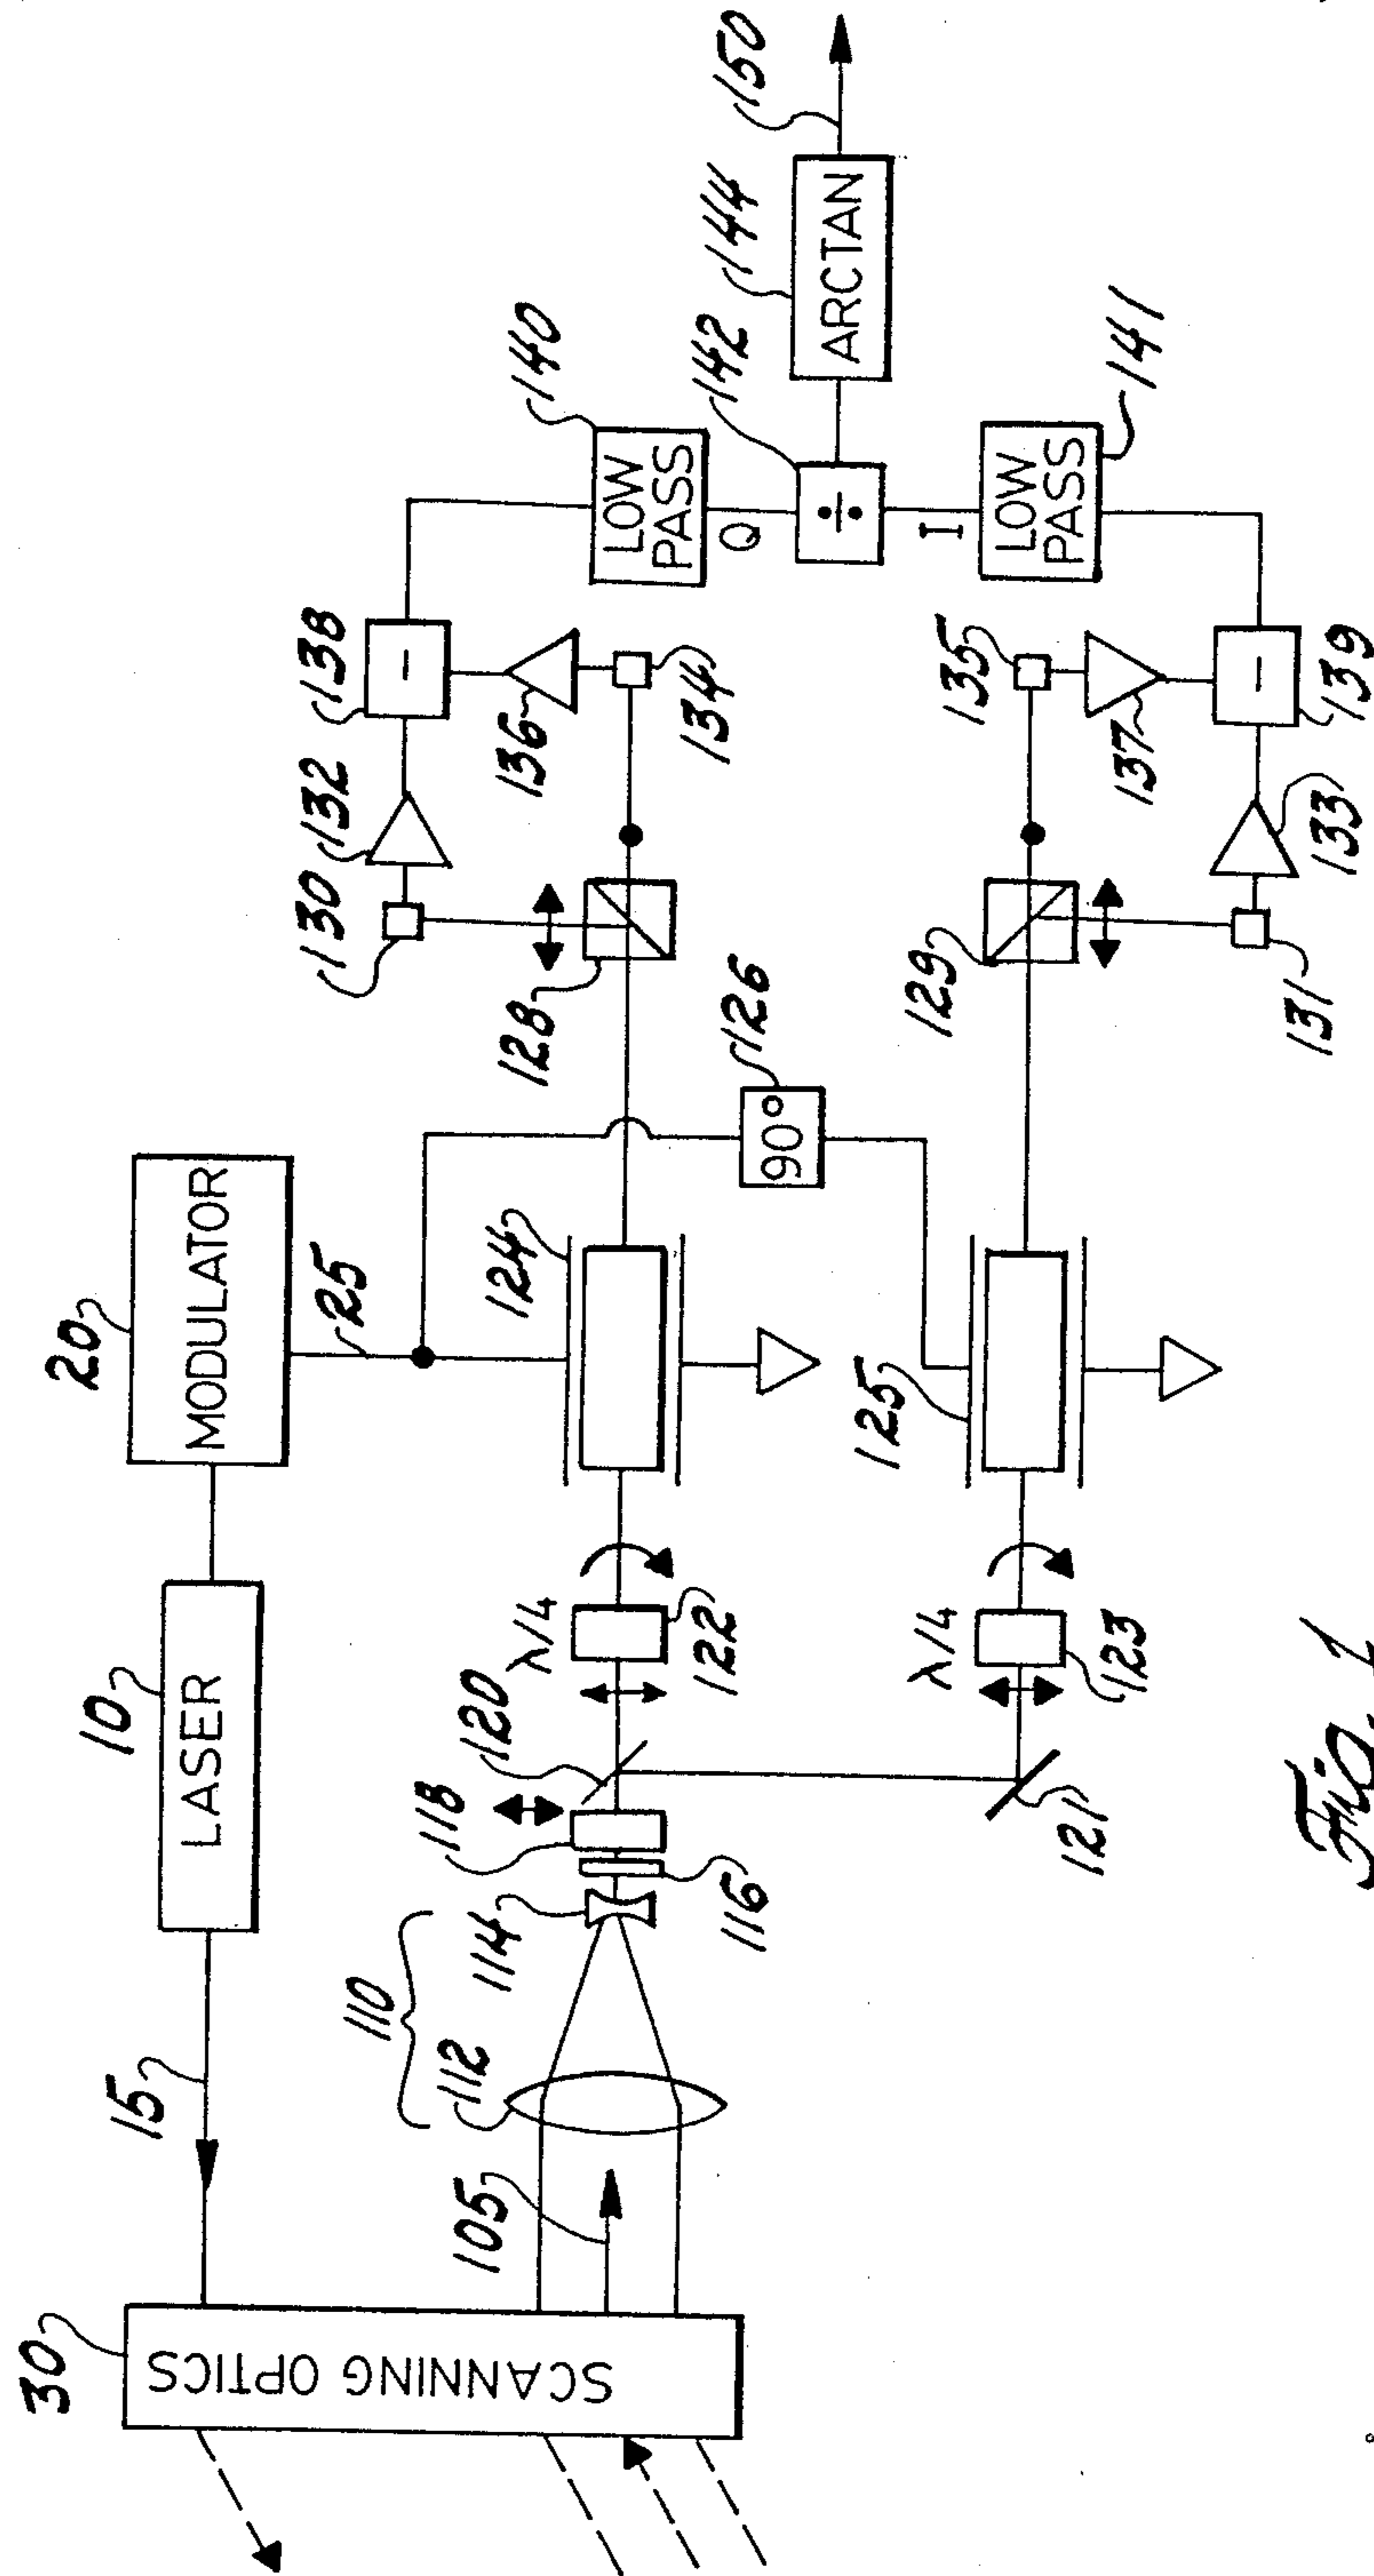 30
SCANNING OPTICS
15
10
LASER
20
MODULATOR
25
105
110
112
114
116
118
120
121
λ/4
122
λ/4
123
124
125
90°
126
128
129
130
132
138
136
134
131
133
139
137
135
LOW
PASS
140
Q
÷
142
I
LOW
PASS
141
ARCTAN
144
150
Fig. 1